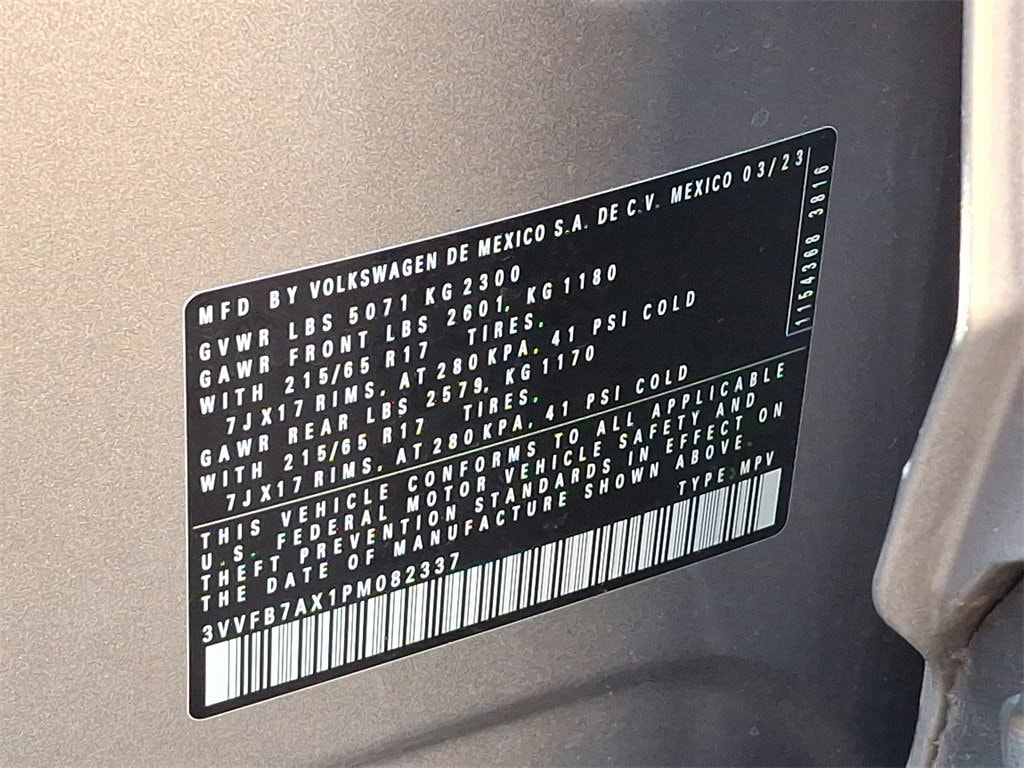 MFD BY VOLKSWAGEN DE MEXICO S.A. DE C.V. MEXICO 03/23
GVWR LBS 5071 KG 2300
GAWR FRONT LBS 2601, KG 1180
WITH 215/65 R17 TIRES.
7JX17 RIMS. AT 280 KPA. 41 PSI COLD
GAWR REAR LBS 2579, KG 1170
WITH 215/65 R17 TIRES.
7JX17 RIMS. AT 280 KPA. 41 PSI COLD
THIS VEHICLE CONFORMS TO ALL APPLICABLE
U.S. FEDERAL MOTOR VEHICLE SAFETY AND
THEFT PREVENTION STANDARDS IN EFFECT ON
THE DATE OF MANUFACTURE SHOWN ABOVE.
3VVFB7AX1PM082337 TYPE:MPV
1154368 3816